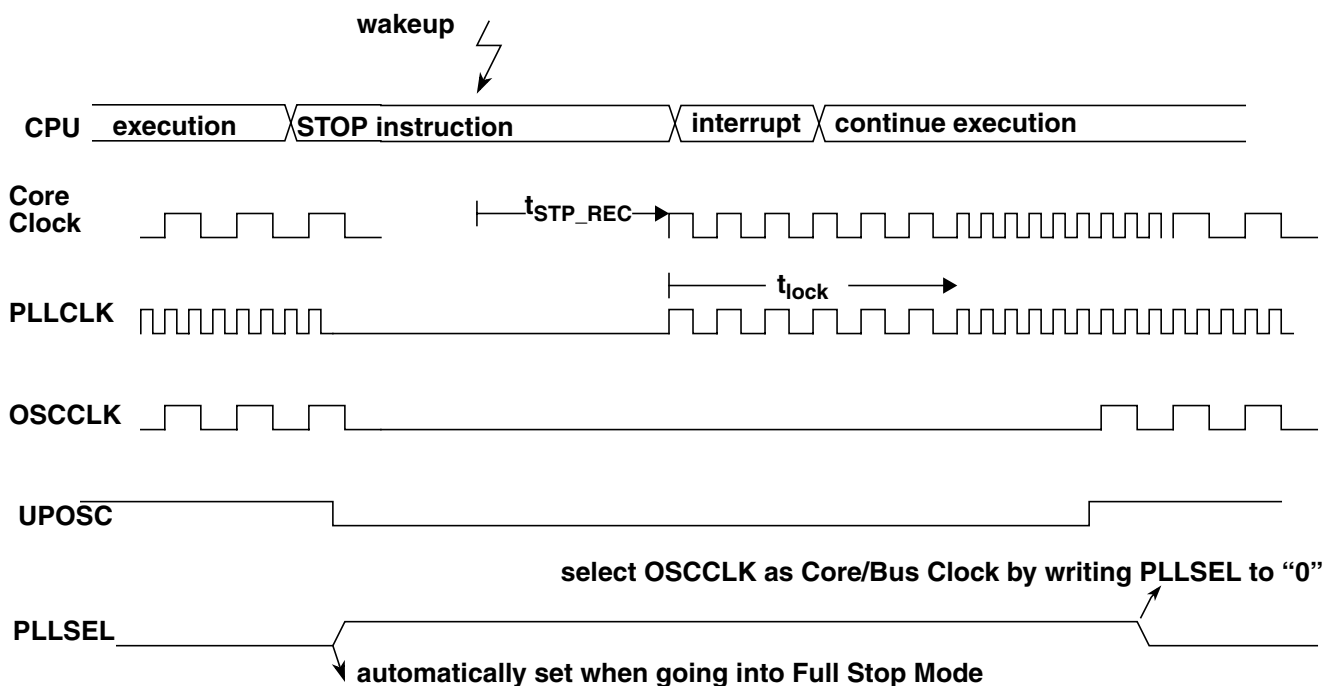 wakeup
CPU execution STOP instruction interrupt continue execution
Core
Clock
tSTP_REC
tlock
PLLCLK
OSCCLK
UPOSC
select OSCCLK as Core/Bus Clock by writing PLLSEL to “0”
PLLSEL
automatically set when going into Full Stop Mode